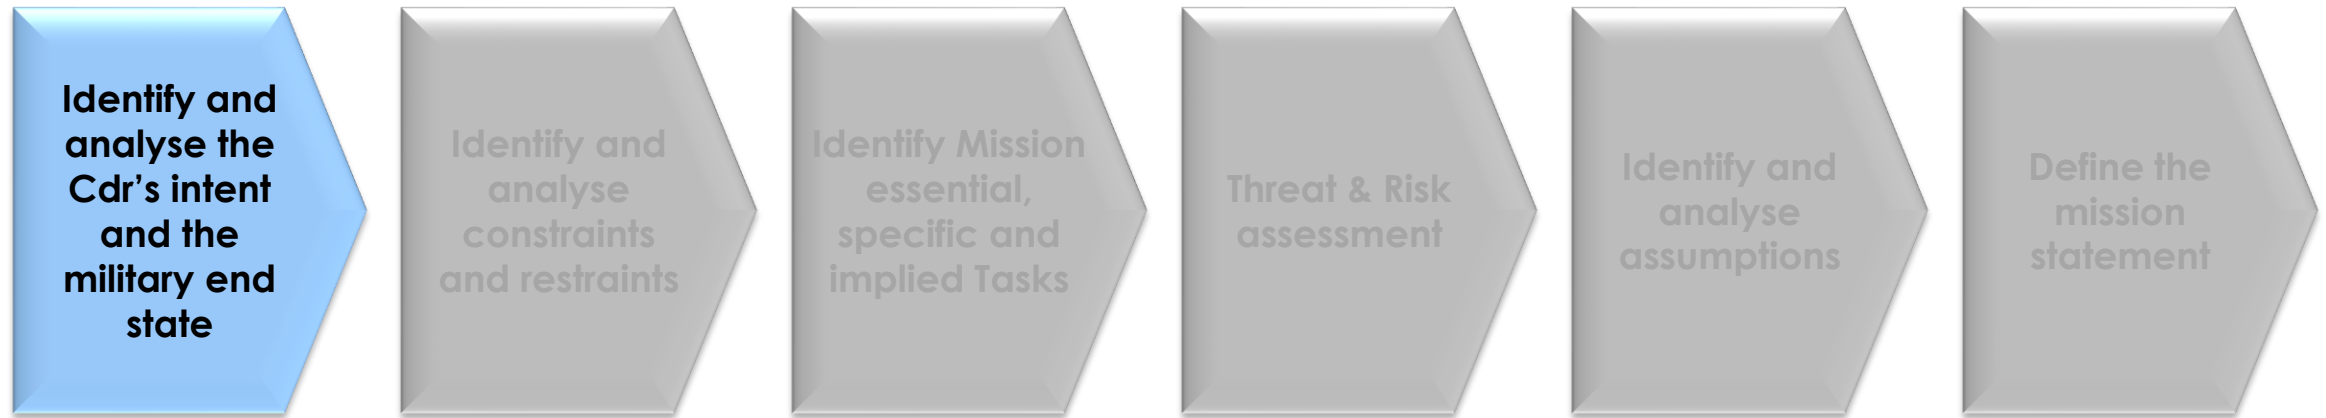 Identify and
analyse the
Cdr’s intent
and the
military end
state
Identify and
analyse
constraints
and restraints
Identify Mission
essential,
specific and
implied Tasks
Threat & Risk
assessment
Identify and
analyse
assumptions
Define the
mission
statement